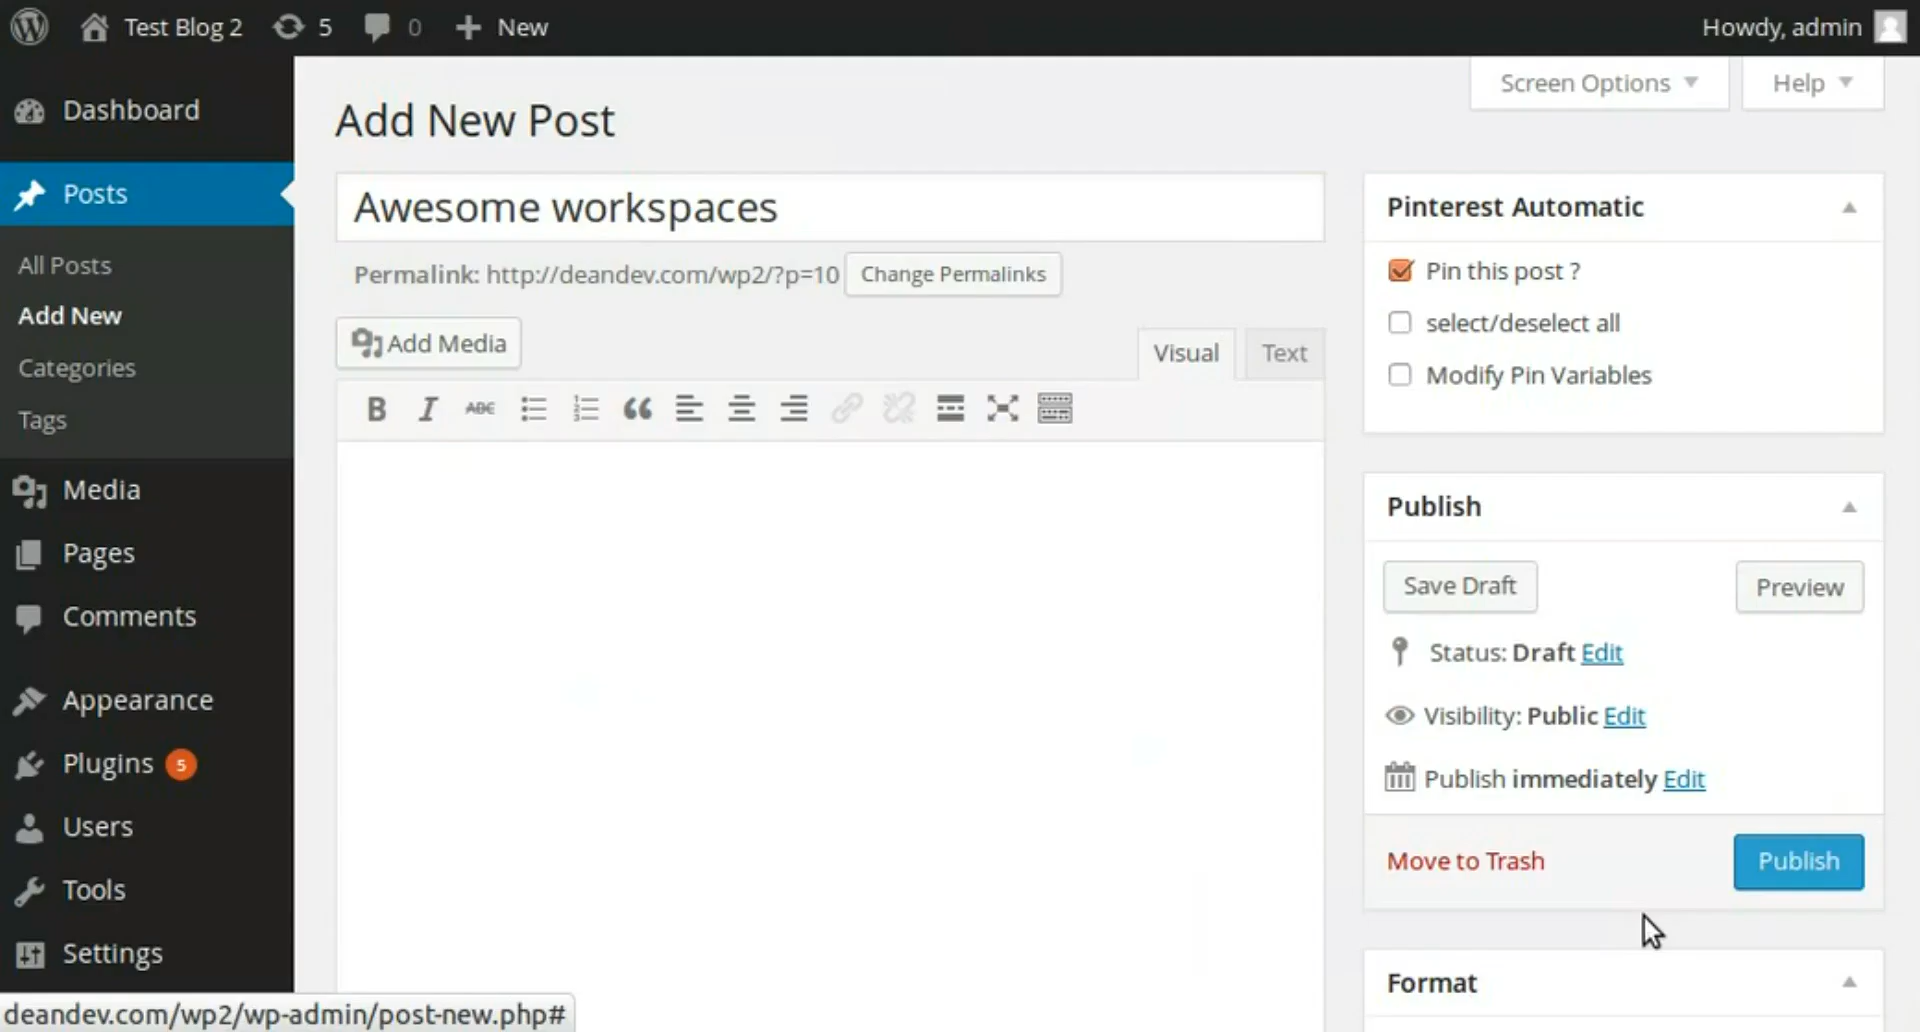 Test Blog 2 5 0 New Howdy, admin
Screen Options Help
Dashboard
Posts
All Posts
Add New
Categories
Tags
Media
Pages
Comments
Appearance
Plugins 5
Users
Tools
Settings
Add New Post
Awesome workspaces
Permalink: http://deandev.com/wp2/?p=10 Change Permalinks
Add Media
Visual Text
B I ABC
Pinterest Automatic
Pin this post ?
select/deselect all
Modify Pin Variables
Publish
Save Draft Preview
Status: Draft Edit
Visibility: Public Edit
Publish immediately Edit
Move to Trash Publish
Format
deandev.com/wp2/wp-admin/post-new.php#